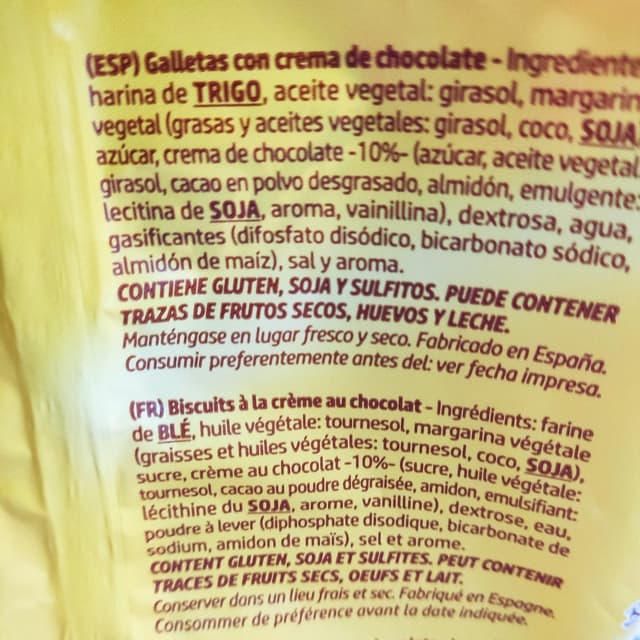 (ESP) Galletas con crema de chocolate - Ingrediente
harina de TRIGO, aceite vegetal: girasol, margarin
vegetal (grasas y aceites vegetales: girasol, coco, SOJA
azúcar, crema de chocolate -10%- (azúcar, aceite vegetal
girasol, cacao en polvo desgrasado, almidón, emulgente:
lecitina de SOJA, aroma, vainillina), dextrosa, agua,
gasificantes (difosfato disódico, bicarbonato sódico,
almidón de maíz), sal y aroma.
CONTIENE GLUTEN, SOJA Y SULFITOS. PUEDE CONTENER
TRAZAS DE FRUTOS SECOS, HUEVOS Y LECHE.
Manténgase en lugar fresco y seco. Fabricado en España.
Consumir preferentemente antes del: ver fecha impresa.
(FR) Biscuits à la crème au chocolat - Ingrédients: farine
de BLÉ, huile végétale: tournesol, margarina végétale
(graisses et huiles végétales: tournesol, coco, SOJA),
sucre, crème au chocolat -10%- (sucre, huile végétale:
tournesol, cacao au poudre dégraisée, amidon, emulsifiant:
lécithine du SOJA, arome, vanilline), dextrose, eau,
poudre à lever (diphosphate disodique, bicarbonate de
sodium, amidon de maïs), sel et arome.
CONTENT GLUTEN, SOJA ET SULFITES. PEUT CONTENIR
TRACES DE FRUITS SECS, OEUFS ET LAIT.
Conserver dans un lieu frais et sec. Fabriqué en Espagne.
Consommer de préférence avant la date indiquée.